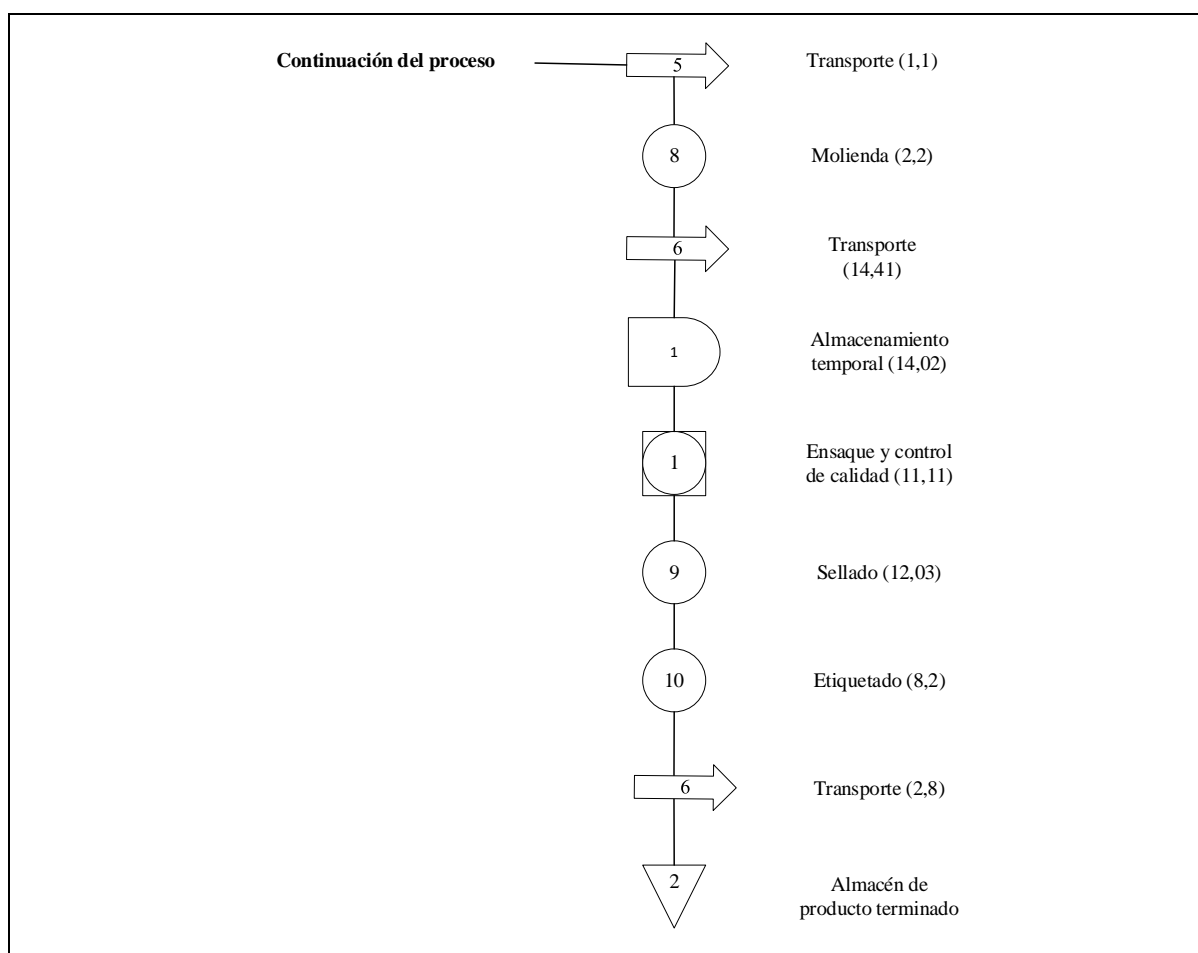 Continuación del proceso
5
Transporte (1,1)
8
Molienda (2,2)
6
Transporte
(14,41)
1
Almacenamiento
temporal (14,02)
1
Ensaque y control
de calidad (11,11)
9
Sellado (12,03)
10
Etiquetado (8,2)
6
Transporte (2,8)
2
Almacén de
producto terminado